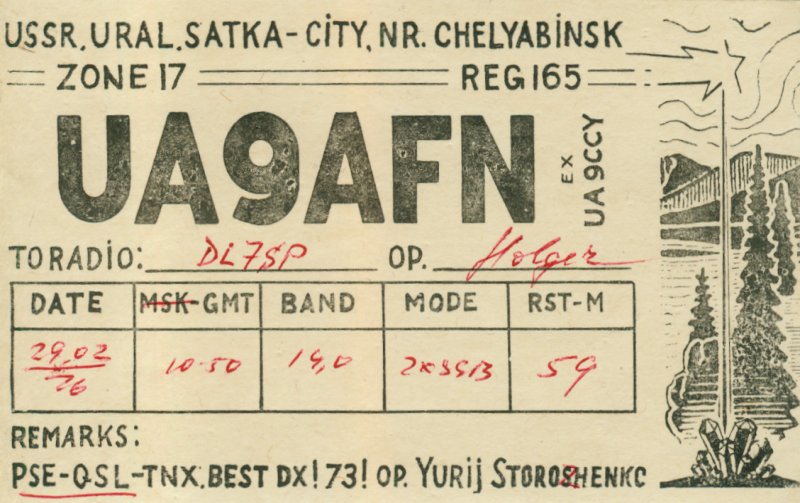 USSR, URAL, SATKA-CITY, NR. CHELYABINSK
ZONE 17 REG 165
UA9AFN EX UA9CCY
TO RADIO: DL7SP OP. Holger
DATE MSK-GMT BAND MODE RST-M
29.02 76 10-50 14,0 2xSSB 59
REMARKS:
PSE-QSL-TNX. BEST DX! 73! OP. YURIJ STOROZHENKO